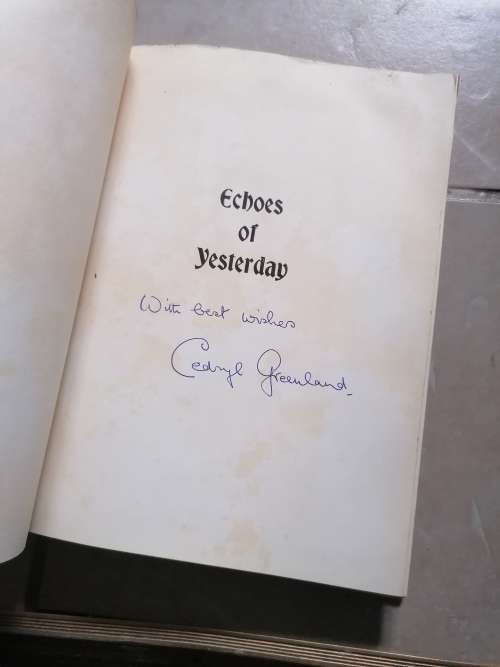 Echoes
of
Yesterday
With best wishes
Cedryl Greenland.